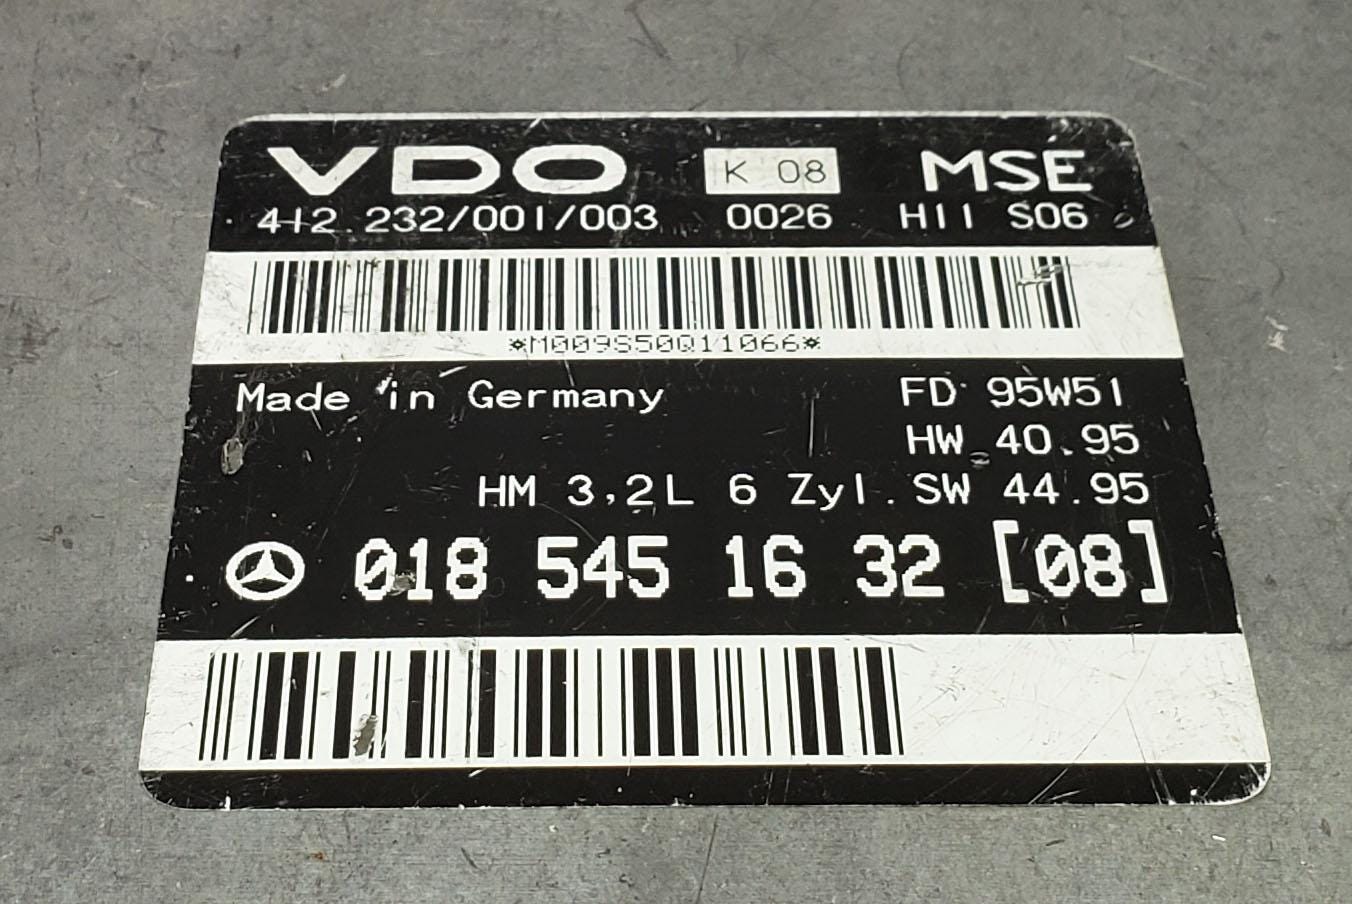 VDO K 08 MSE
412.232/001/003 0026 H11 S06
*M009S50Q11066*
Made in Germany FD 95W51
HW 40.95
HM 3,2L 6 Zyl. SW 44.95
018 545 16 32 [08]